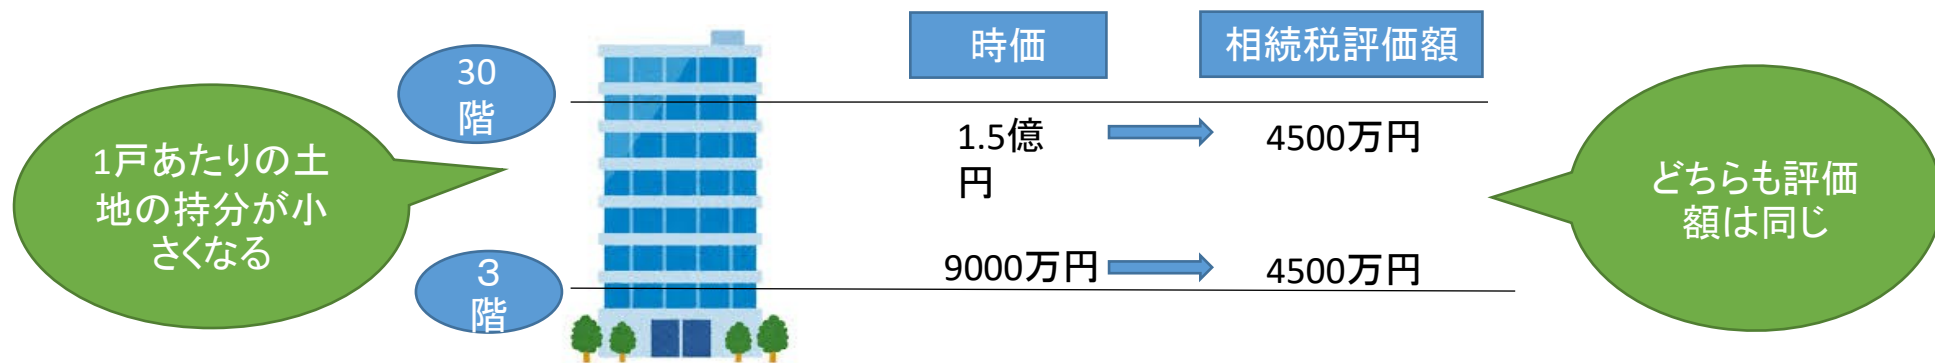 時価
相続税評価額
30
階
1.5億
円
4500万円
1戸あたりの土
地の持分が小
さくなる
どちらも評価
額は同じ
3
階
9000万円
4500万円